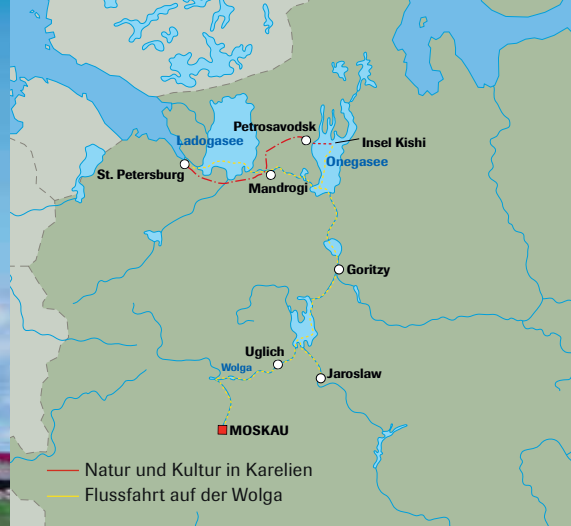 Petrosavodsk
Insel Kishi
Ladogasee
Onegasee
St. Petersburg
Mandrogi
Goritzy
Uglich
Wolga
Jaroslaw
MOSKAU
Natur und Kultur in Karelien
Flussfahrt auf der Wolga